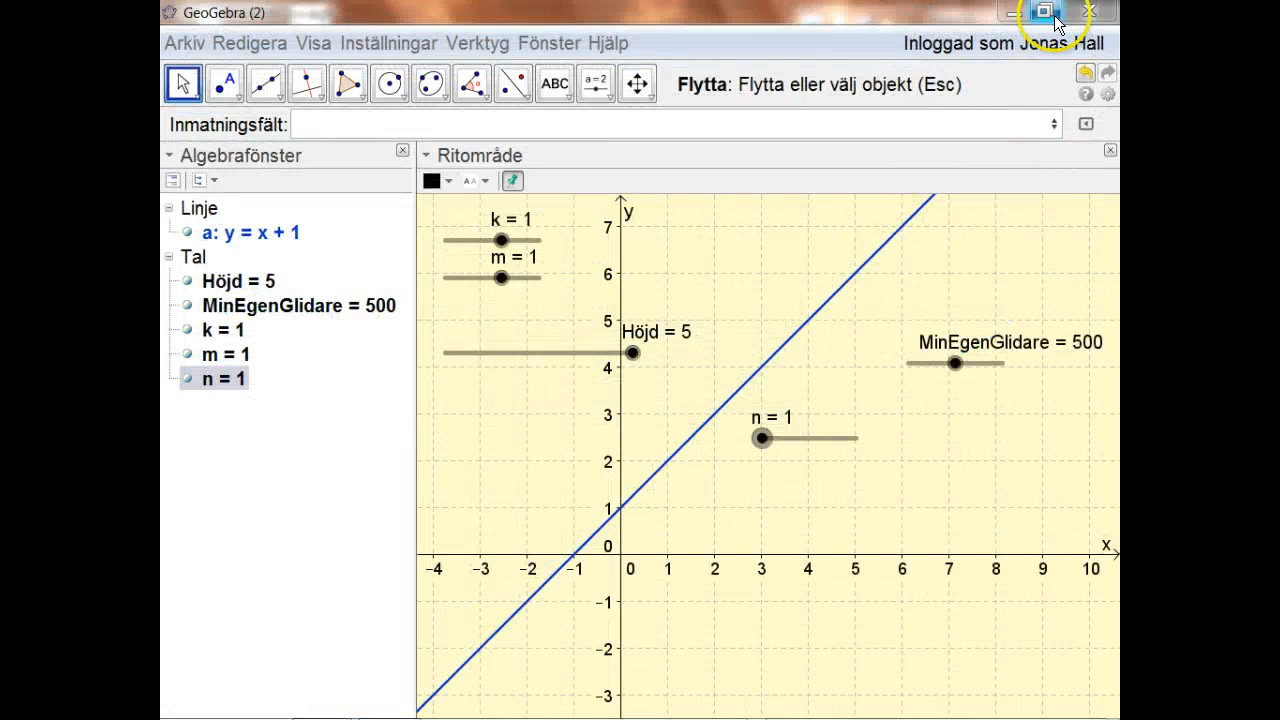 GeoGebra (2)
Arkiv Redigera Visa Inställningar Verktyg Fönster Hjälp
Inloggad som Jonas Hall
ABC
a=2
Flytta: Flytta eller välj objekt (Esc)
Inmatningsfält:
Algebrafönster
Ritområde
Linje
a: y = x + 1
Tal
Höjd = 5
MinEgenGlidare = 500
k = 1
m = 1
n = 1
k = 1
m = 1
Höjd = 5
MinEgenGlidare = 500
n = 1
y
7
6
5
4
3
2
1
0
−1
−2
−3
x
−4 −3 −2 −1 0 1 2 3 4 5 6 7 8 9 10